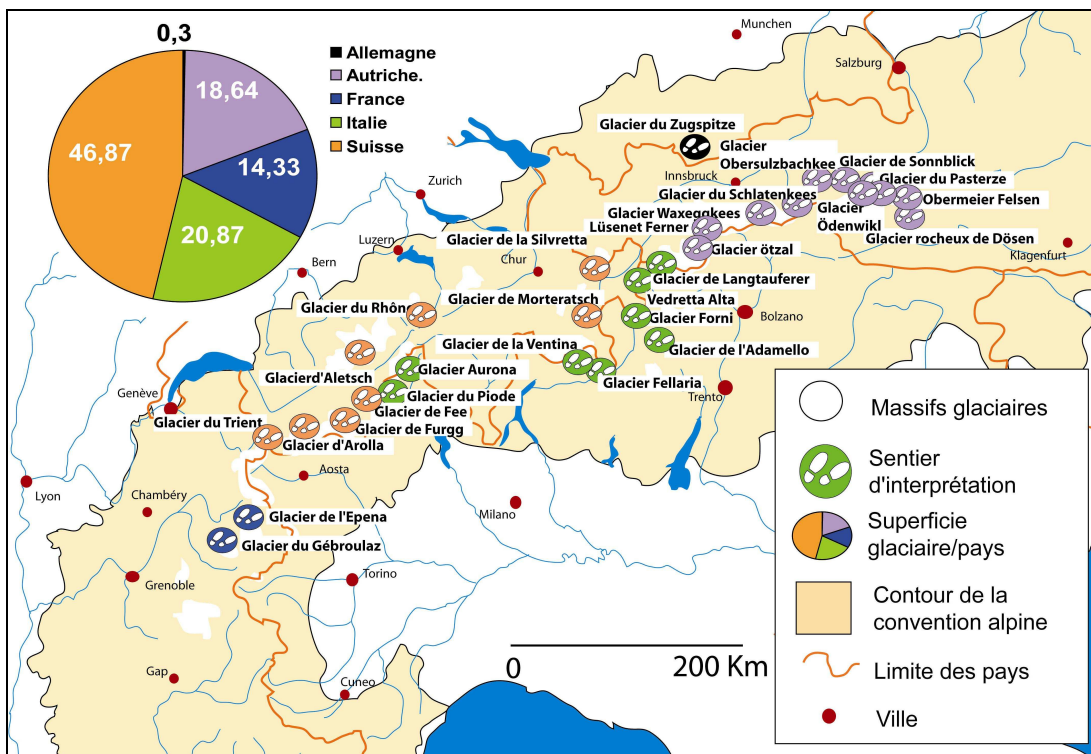 0,3
18,64
14,33
20,87
46,87
Allemagne
Autriche.
France
Italie
Suisse
Munchen
Salzburg
Zurich
Luzern
Bern
Chur
Innsbruck
Klagenfurt
Bolzano
Trento
Genève
Aosta
Lyon
Chambéry
Milano
Grenoble
Torino
Gap
Cuneo
Glacier du Zugspitze
Glacier
Obersulzbachkee
Glacier de Sonnblick
Glacier du Pasterze
Glacier du Schlatenkees
Obermeier Felsen
Glacier Waxeggkees
Glacier
Ödenwikl
Lüsenet Ferner
Glacier rocheux de Dösen
Glacier de la Silvretta
Glacier ötzal
Glacier de Langtauferer
Glacier du Rhôn
Glacier de Morteratsch
Vedretta Alta
Glacier Forni
Glacier de la Ventina
Glacier de l'Adamello
Glacierd'Aletsch
Glacier Aurona
Glacier Fellaria
Glacier du Piode
Glacier de Fee
Glacier du Trient
Glacier de Furgg
Glacier d'Arolla
Glacier de l'Epena
Glacier du Gébroulaz
0
200 Km
Massifs glaciaires
Sentier
d'interprétation
Superficie
glaciaire/pays
Contour de la
convention alpine
Limite des pays
Ville